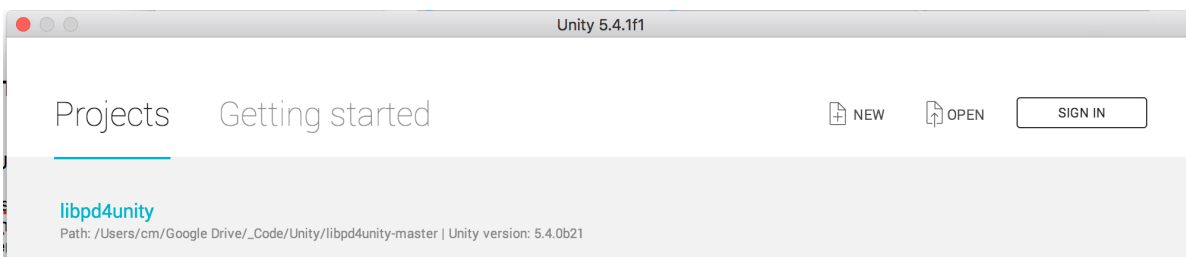 Unity 5.4.1f1
Projects Getting started NEW OPEN SIGN IN
libpd4unity
Path: /Users/cm/Google Drive/_Code/Unity/libpd4unity-master | Unity version: 5.4.0b21